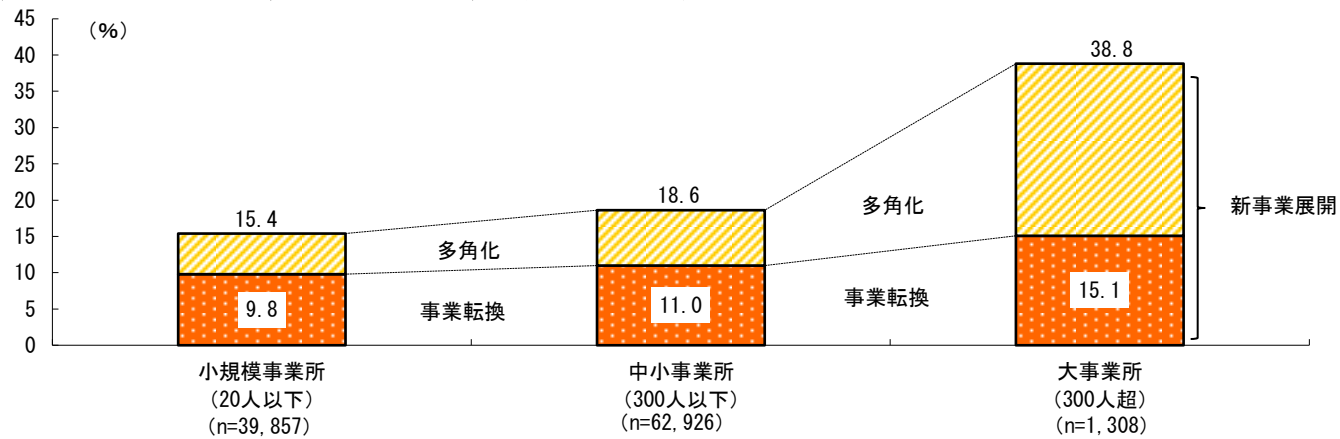 45
(%)
40
35
30
25
20
15
10
5
0
38.8
18.6
15.4
多角化
多角化
新事業展開
9.8
事業転換
11.0
事業転換
15.1
小規模事業所
(20人以下)
(n=39,857)
中小事業所
(300人以下)
(n=62,926)
大事業所
(300人超)
(n=1,308)